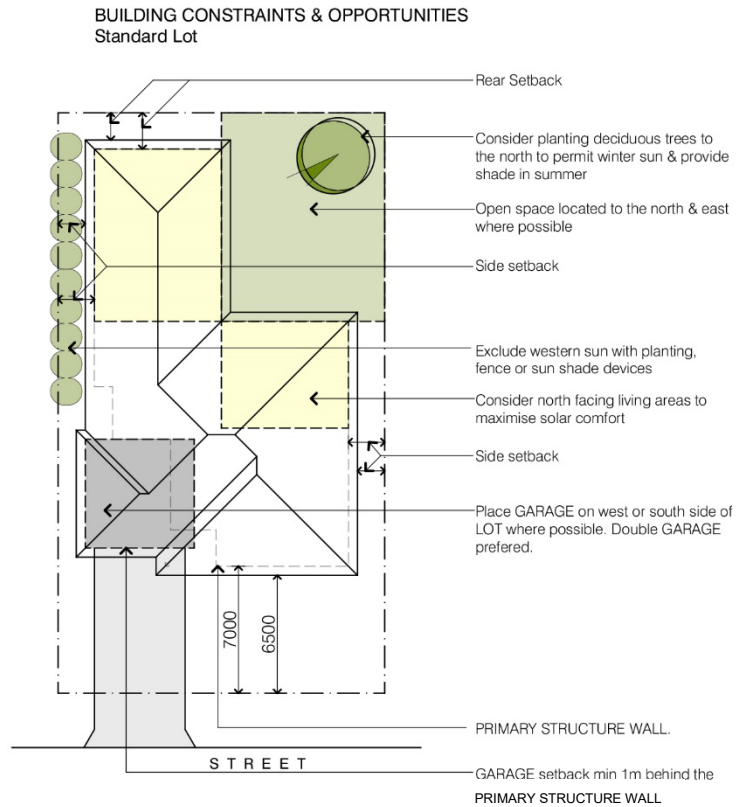 BUILDING CONSTRAINTS & OPPORTUNITIES
Standard Lot
Rear Setback
Consider planting deciduous trees to
the north to permit winter sun & provide
shade in summer
Open space located to the north & east
where possible
Side setback
Exclude western sun with planting,
fence or sun shade devices
Consider north facing living areas to
maximise solar comfort
Side setback
Place GARAGE on west or south side of
LOT where possible. Double GARAGE
prefered.
7000
6500
PRIMARY STRUCTURE WALL.
STREET
GARAGE setback min 1m behind the
PRIMARY STRUCTURE WALL